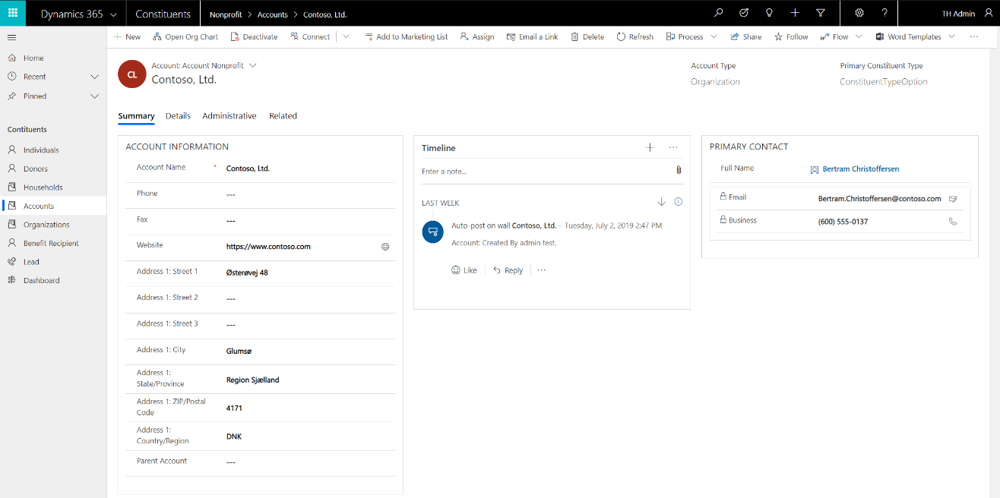 Dynamics 365
Constituents
Nonprofit > Accounts > Contoso, Ltd.
TH Admin
New
Open Org Chart
Deactivate
Connect
Add to Marketing List
Assign
Email a Link
Delete
Refresh
Process
Share
Follow
Flow
Word Templates
...
Home
Recent
Pinned
Contituents
Individuals
Donors
Households
Accounts
Organizations
Benefit Recipient
Lead
Dashboard
CL
Account: Account Nonprofit
Contoso, Ltd.
Account Type
Organization
Primary Constituent Type
ConstituentTypeOption
Summary
Details
Administrative
Related
ACCOUNT INFORMATION
Account Name * Contoso, Ltd.
Phone ---
Fax ---
Website https://www.contoso.com
Address 1: Street 1 Østerøvej 48
Address 1: Street 2 ---
Address 1: Street 3 ---
Address 1: City Glumsø
Address 1:
State/Province Region Sjælland
Address 1: ZIP/Postal
Code 4171
Address 1:
Country/Region DNK
Parent Account ---
Timeline
Enter a note...
LAST WEEK
Auto-post on wall Contoso, Ltd. - Tuesday, July 2, 2019 2:47 PM
Account: Created By admin test.
Like
Reply
...
PRIMARY CONTACT
Full Name Bertram Christoffersen
Email Bertram.Christoffersen@contoso.com
Business (600) 555-0137